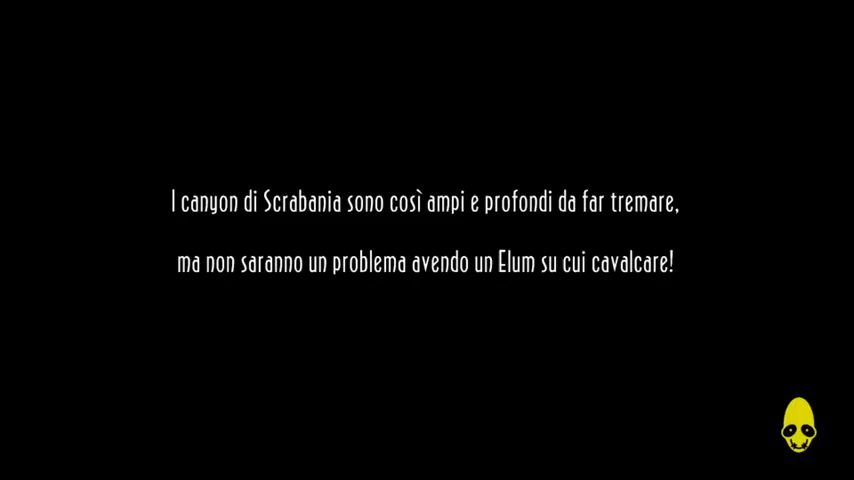 I canyon di Scrabania sono così ampi e profondi da far tremare,
ma non saranno un problema avendo un Elum su cui cavalcare!